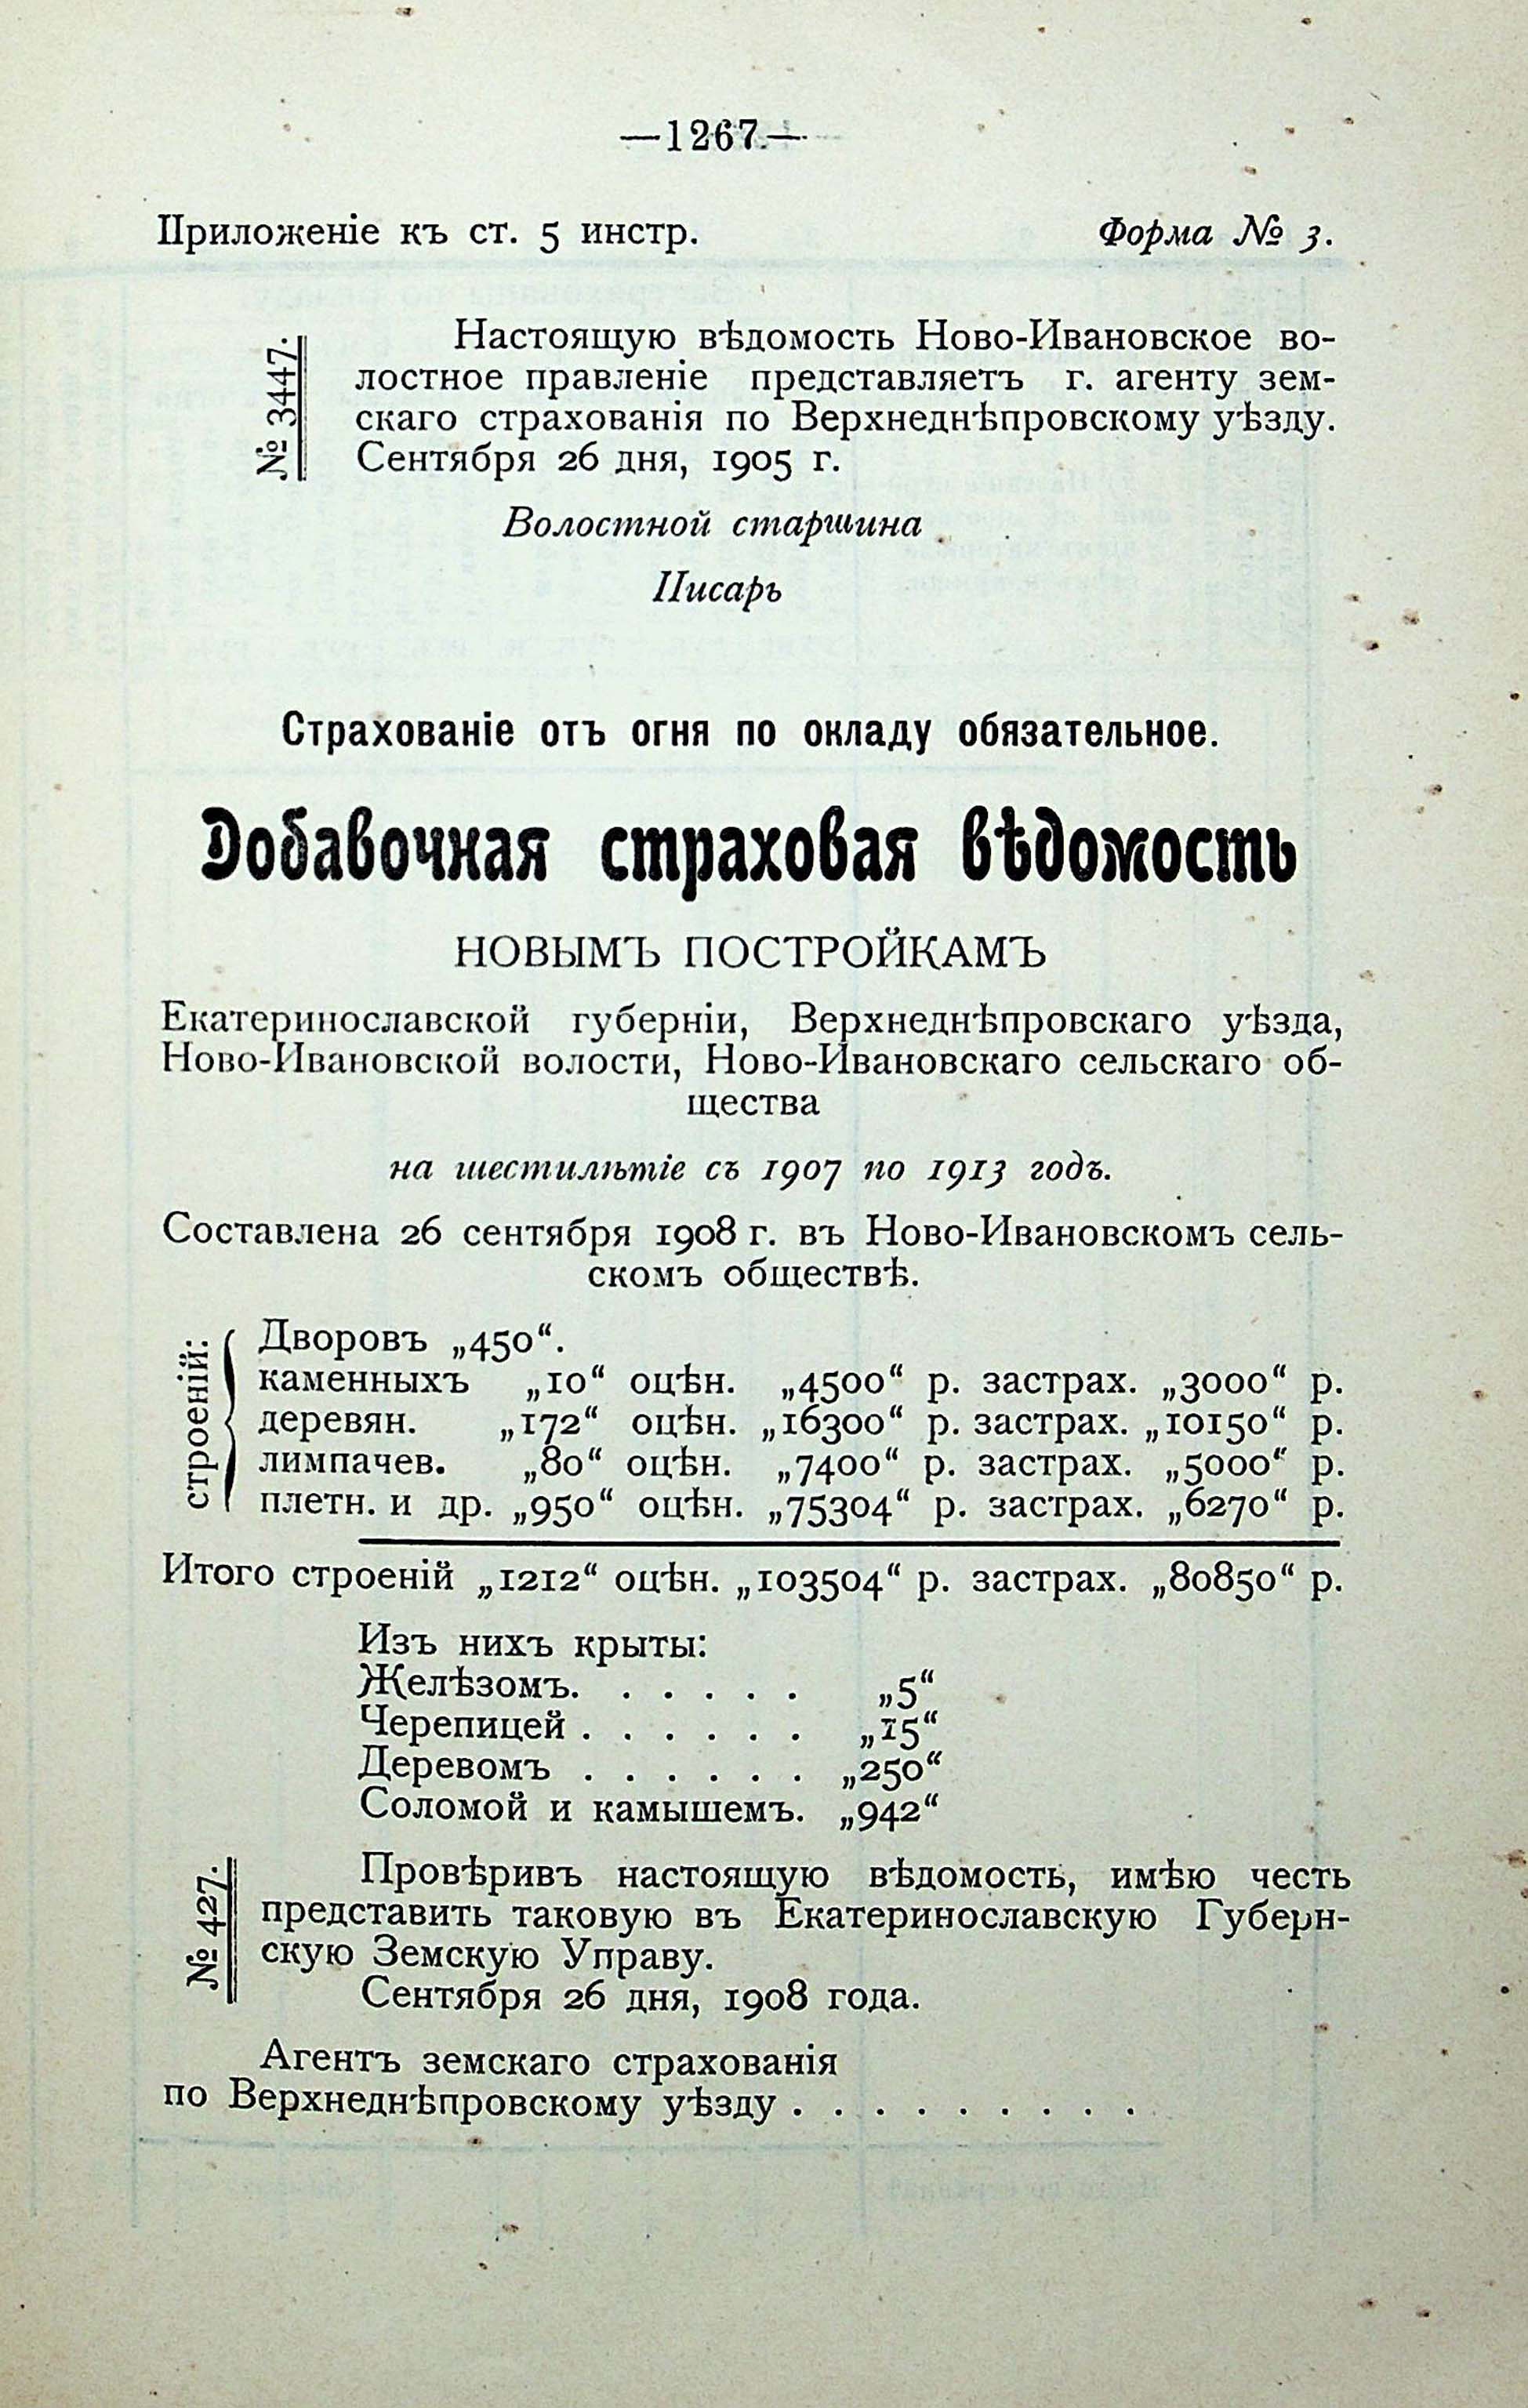 —1267.—
Приложеніе къ ст. 5 инстр. Форма № 3.
№ 3447.
Настоящую вѣдомость Ново-Ивановское во-
лостное правленіе представляетъ г. агенту зем-
скаго страхованія по Верхнеднѣпровскому уѣзду.
Сентября 26 дня, 1905 г.
Волостной старшина
Писарь
Страхованіе отъ огня по окладу обязательное.
Добавочная страховая вѣдомость
НОВЫМЪ ПОСТРОЙКАМЪ
Екатеринославской губерніи, Верхнеднѣпровскаго уѣзда,
Ново-Ивановской волости, Ново-Ивановскаго сельскаго об-
щества
на шестилѣтіе съ 1907 по 1913 годъ.
Составлена 26 сентября 1908 г. въ Ново-Ивановскомъ сель-
скомъ обществѣ.
строеній:
Дворовъ „450“.
каменныхъ „10“ оцѣн. „4500“ р. застрах. „3000“ р.
деревян. „172“ оцѣн. „16300“ р. застрах. „10150“ р.
лимпачев. „80“ оцѣн. „7400“ р. застрах. „5000“ р.
плетн. и др. „950“ оцѣн. „75304“ р. застрах. „6270“ р.
Итого строеній „1212“ оцѣн. „103504“ р. застрах. „80850“ р.
Изъ нихъ крыты:
Желѣзомъ. . . . . . „5“
Черепицей . . . . . . „15“
Деревомъ . . . . . . „250“
Соломой и камышемъ. „942“
№ 427.
Провѣривъ настоящую вѣдомость, имѣю честь
представить таковую въ Екатеринославскую Губерн-
скую Земскую Управу.
Сентября 26 дня, 1908 года.
Агентъ земскаго страхованія
по Верхнеднѣпровскому уѣзду . . . . . . . . .